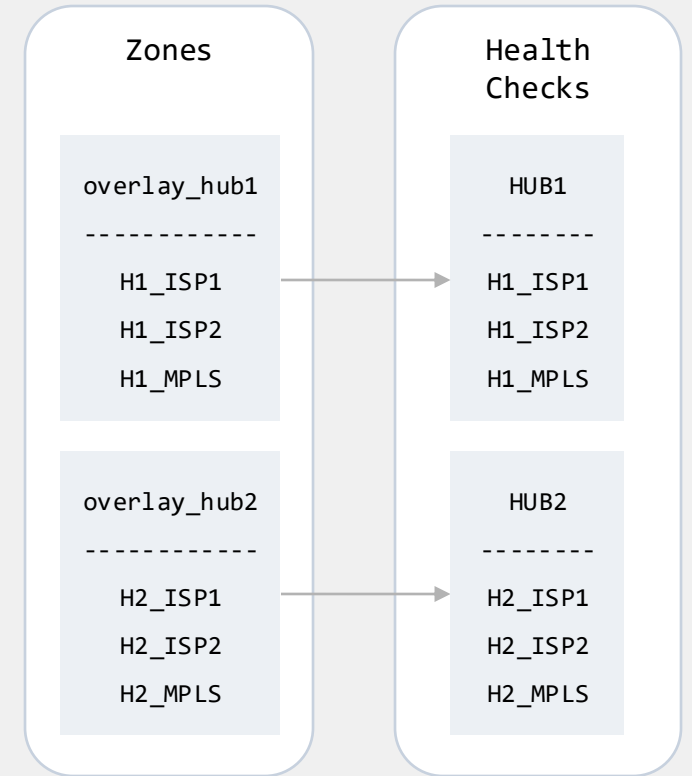 Zones
overlay_hub1
------------
H1_ISP1
H1_ISP2
H1_MPLS
overlay_hub2
------------
H2_ISP1
H2_ISP2
H2_MPLS
Health
Checks
HUB1
--------
H1_ISP1
H1_ISP2
H1_MPLS
HUB2
--------
H2_ISP1
H2_ISP2
H2_MPLS